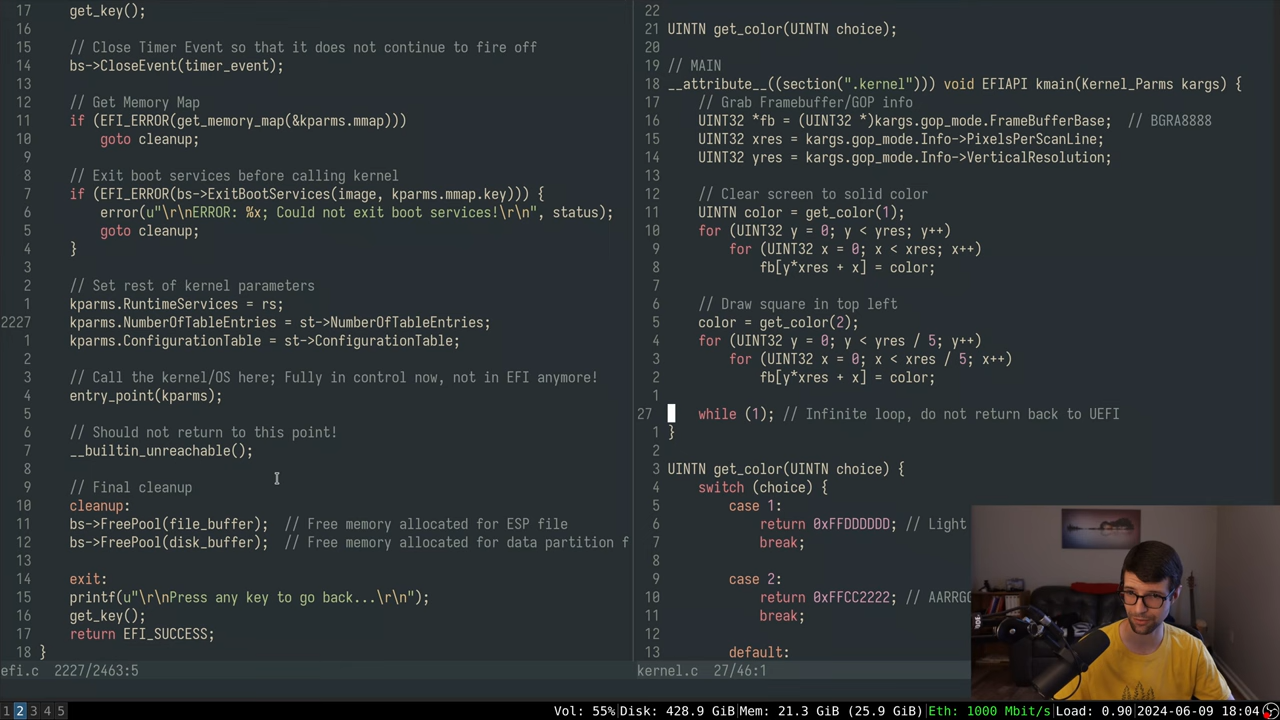 17 get_key();
16
15 // Close Timer Event so that it does not continue to fire off
14 bs->CloseEvent(timer_event);
13
12 // Get Memory Map
11 if (EFI_ERROR(get_memory_map(&kparms.mmap)))
10 goto cleanup;
9
8 // Exit boot services before calling kernel
7 if (EFI_ERROR(bs->ExitBootServices(image, kparms.mmap.key))) {
6 error(u"\r\nERROR: %x; Could not exit boot services!\r\n", status);
5 goto cleanup;
4 }
3
2 // Set rest of kernel parameters
1 kparms.RuntimeServices = rs;
2227 kparms.NumberOfTableEntries = st->NumberOfTableEntries;
1 kparms.ConfigurationTable = st->ConfigurationTable;
2
3 // Call the kernel/OS here; Fully in control now, not in EFI anymore!
4 entry_point(kparms);
5
6 // Should not return to this point!
7 __builtin_unreachable();
8
9 // Final cleanup
10 cleanup:
11 bs->FreePool(file_buffer); // Free memory allocated for ESP file
12 bs->FreePool(disk_buffer); // Free memory allocated for data partition f
13
14 exit:
15 printf(u"\r\nPress any key to go back...\r\n");
16 get_key();
17 return EFI_SUCCESS;
18 }
efi.c 2227/2463:5
22
21 UINTN get_color(UINTN choice);
20
19 // MAIN
18 __attribute__((section(".kernel"))) void EFIAPI kmain(Kernel_Parms kargs) {
17 // Grab Framebuffer/GOP info
16 UINT32 *fb = (UINT32 *)kargs.gop_mode.FrameBufferBase; // BGRA8888
15 UINT32 xres = kargs.gop_mode.Info->PixelsPerScanLine;
14 UINT32 yres = kargs.gop_mode.Info->VerticalResolution;
13
12 // Clear screen to solid color
11 UINTN color = get_color(1);
10 for (UINT32 y = 0; y < yres; y++)
9 for (UINT32 x = 0; x < xres; x++)
8 fb[y*xres + x] = color;
7
6 // Draw square in top left
5 color = get_color(2);
4 for (UINT32 y = 0; y < yres / 5; y++)
3 for (UINT32 x = 0; x < xres / 5; x++)
2 fb[y*xres + x] = color;
1
27 while (1); // Infinite loop, do not return back to UEFI
1 }
2
3 UINTN get_color(UINTN choice) {
4 switch (choice) {
5 case 1:
6 return 0xFFDDDDDD; // Light
7 break;
8
9 case 2:
10 return 0xFFCC2222; // AARRG
11 break;
12
13 default:
kernel.c 27/46:1
1 2 3 4 5 Vol: 55% Disk: 428.9 GiB Mem: 21.3 GiB (25.9 GiB) Eth: 1000 Mbit/s Load: 0.90 2024-06-09 18:04